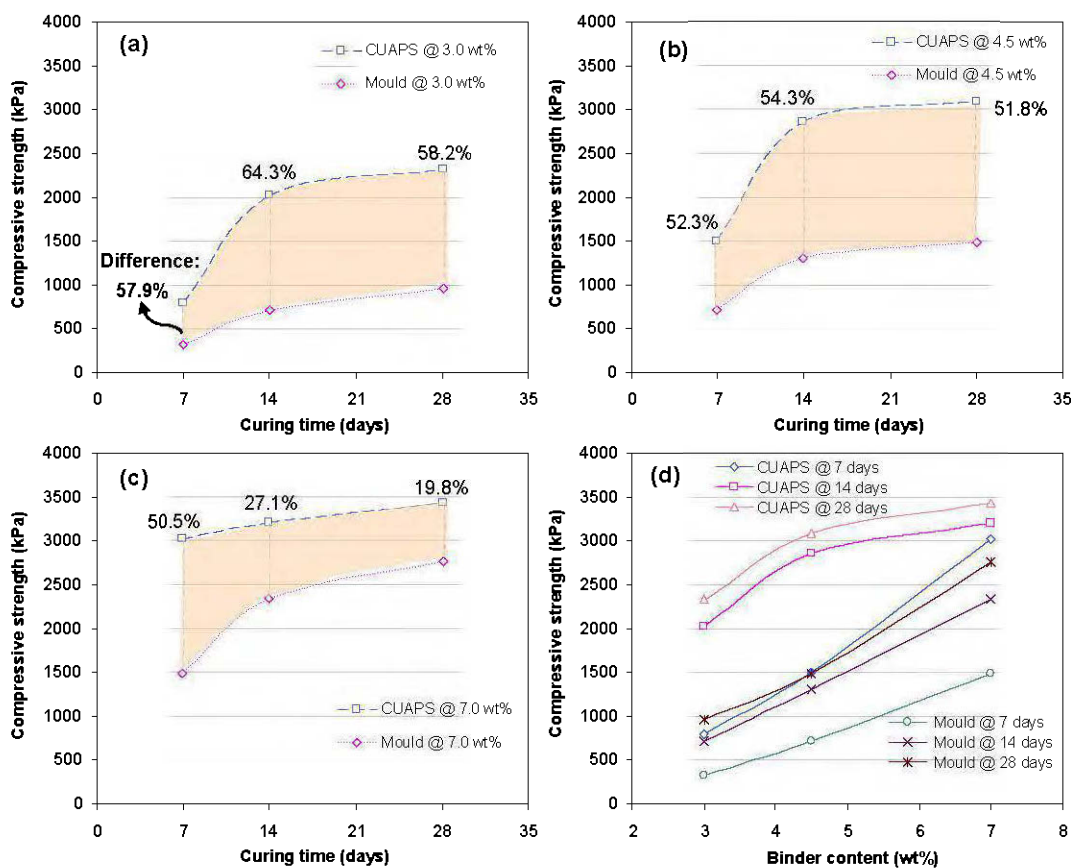 (a)
CUAPS @ 3.0 wt%
Mould @ 3.0 wt%
4000
3500
3000
2500
2000
1500
1000
500
0
Compressive strength (kPa)
64.3%
58.2%
Difference:
57.9%
0 7 14 21 28 35
Curing time (days)
(b)
CUAPS @ 4.5 wt%
Mould @ 4.5 wt%
4000
3500
3000
2500
2000
1500
1000
500
0
Compressive strength (kPa)
54.3%
51.8%
52.3%
0 7 14 21 28 35
Curing time (days)
(c)
4000
3500
3000
2500
2000
1500
1000
500
0
Compressive strength (kPa)
50.5%
27.1%
19.8%
CUAPS @ 7.0 wt%
Mould @ 7.0 wt%
0 7 14 21 28 35
Curing time (days)
(d)
CUAPS @ 7 days
CUAPS @ 14 days
CUAPS @ 28 days
4000
3500
3000
2500
2000
1500
1000
500
0
Compressive strength (kPa)
Mould @ 7 days
Mould @ 14 days
Mould @ 28 days
2 3 4 5 6 7 8
Binder content (wt%)